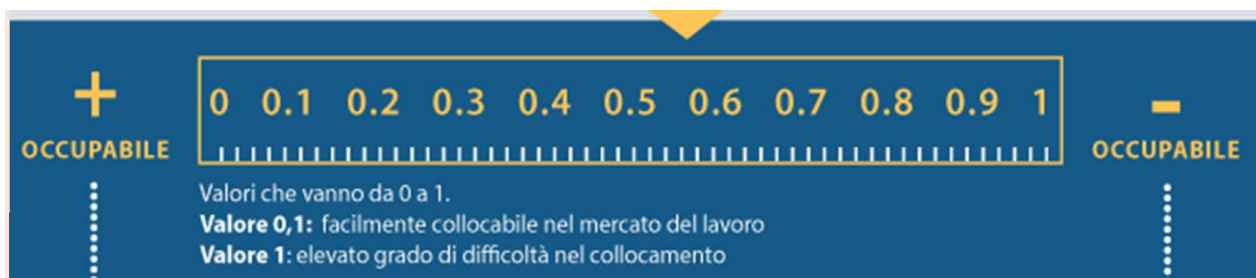 +
OCCUPABILE
0 0.1 0.2 0.3 0.4 0.5 0.6 0.7 0.8 0.9 1
-
OCCUPABILE
Valori che vanno da 0 a 1.
Valore 0,1: facilmente collocabile nel mercato del lavoro
Valore 1: elevato grado di difficoltà nel collocamento